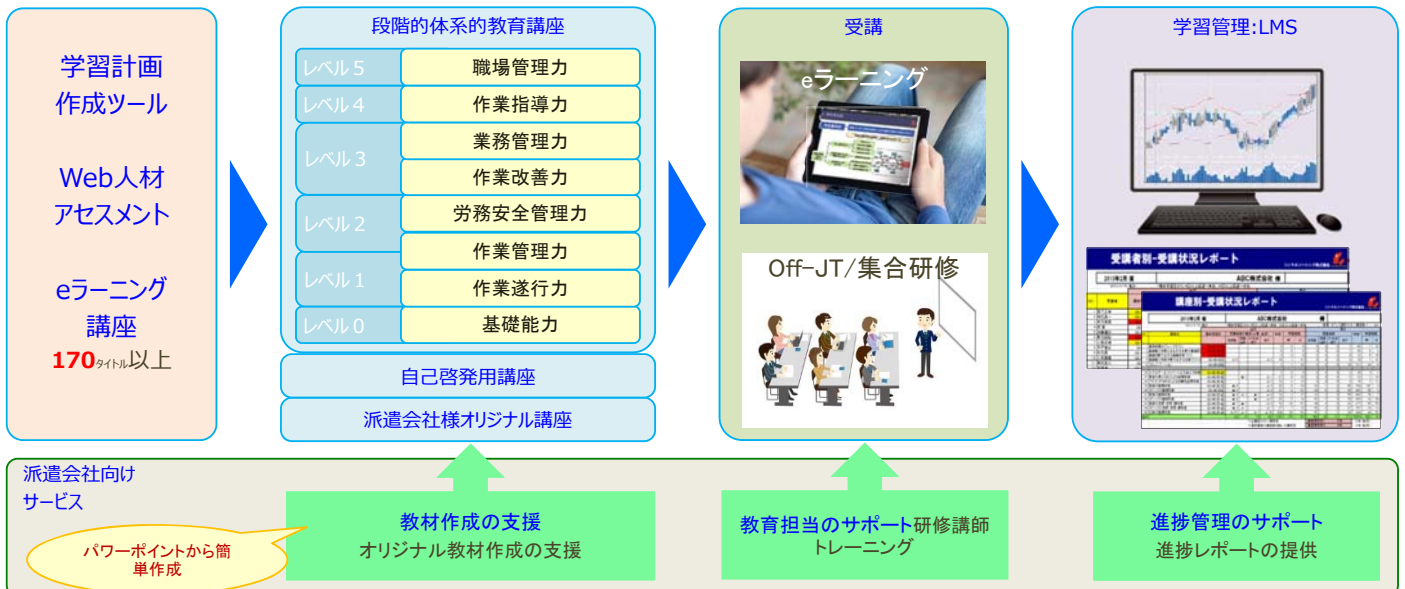 学習計画
作成ツール
Web人材
アセスメント
eラーニング
講座
170タイトル以上
段階的体系的教育講座
レベル５ 職場管理力
レベル４ 作業指導力
業務管理力
レベル３
作業改善力
レベル２ 労務安全管理力
作業管理力
レベル１
作業遂行力
レベル０ 基礎能力
自己啓発用講座
派遣会社様オリジナル講座
受講
eラーニング
Off-JT/集合研修
学習管理:LMS
受講者別-受講状況レポート
ABC株式会社 様
講座別-受講状況レポート
ABC株式会社 様
派遣会社向け
サービス
パワーポイントから簡
単作成
教材作成の支援
オリジナル教材作成の支援
教育担当のサポート研修講師
トレーニング
進捗管理のサポート
進捗レポートの提供